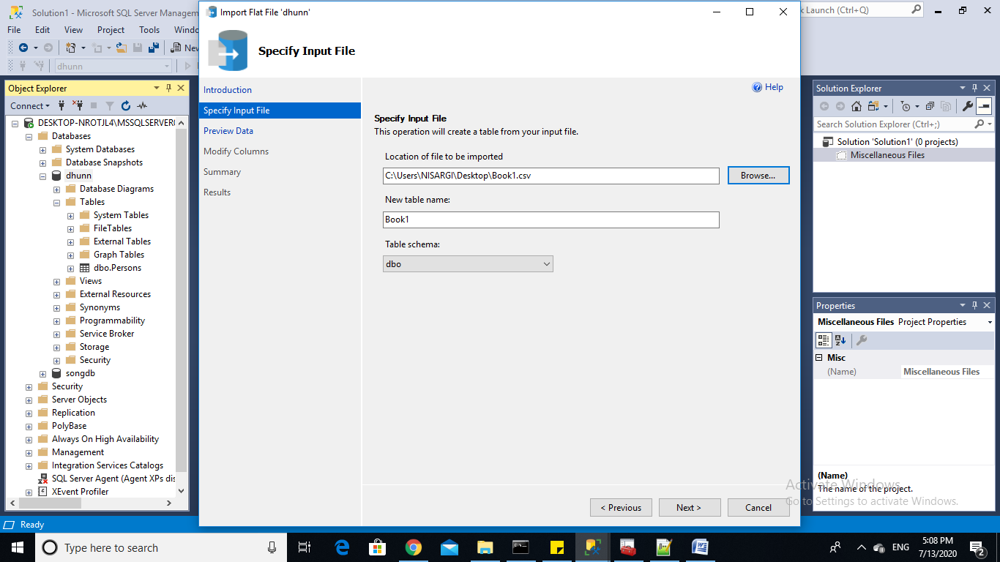 Solution1 - Microsoft SQL Server Managem
k Launch (Ctrl+Q)
File Edit View Project Tools Windo
New
dhunn
Import Flat File 'dhunn'
Specify Input File
Object Explorer
Connect
DESKTOP-NROTJL4\MSSQLSERVER(
Databases
System Databases
Database Snapshots
dhunn
Database Diagrams
Tables
System Tables
FileTables
External Tables
Graph Tables
dbo.Persons
Views
External Resources
Synonyms
Programmability
Service Broker
Storage
Security
songdb
Security
Server Objects
Replication
PolyBase
Always On High Availability
Management
Integration Services Catalogs
SQL Server Agent (Agent XPs dis
XEvent Profiler
Introduction
Specify Input File
Preview Data
Modify Columns
Summary
Results
Help
Specify Input File
This operation will create a table from your input file.
Location of file to be imported
C:\Users\NISARGI\Desktop\Book1.csv
Browse...
New table name:
Book1
Table schema:
dbo
< Previous
Next >
Cancel
Solution Explorer
Search Solution Explorer (Ctrl+;)
Solution 'Solution1' (0 projects)
Miscellaneous Files
Properties
Miscellaneous Files Project Properties
Misc
(Name) Miscellaneous Files
(Name)
The name of the project.
Activate Windows
Go to Settings to activate Windows.
Ready
Type here to search
ENG
5:08 PM
7/13/2020
2